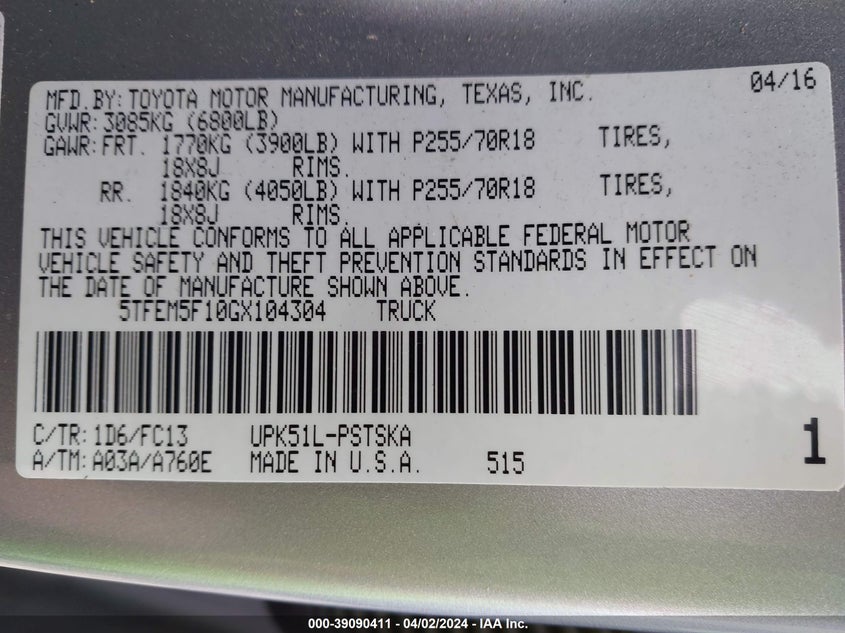 MFD.BY:TOYOTA MOTOR MANUFACTURING, TEXAS, INC. 04/16
GVWR:3085KG (6800LB)
GAWR:FRT. 1770KG (3900LB) WITH P255/70R18 TIRES,
18X8J RIMS.
RR. 1840KG (4050LB) WITH P255/70R18 TIRES,
18X8J RIMS.
THIS VEHICLE CONFORMS TO ALL APPLICABLE FEDERAL MOTOR
VEHICLE SAFETY AND THEFT PREVENTION STANDARDS IN EFFECT ON
THE DATE OF MANUFACTURE SHOWN ABOVE.
5TFEM5F10GX104304 TRUCK
C/TR:1D6/FC13 UPK51L-PSTSKA
A/TM:A03A/A760E MADE IN U.S.A. 515 1
000-39090411 - 04/02/2024 - IAA Inc.